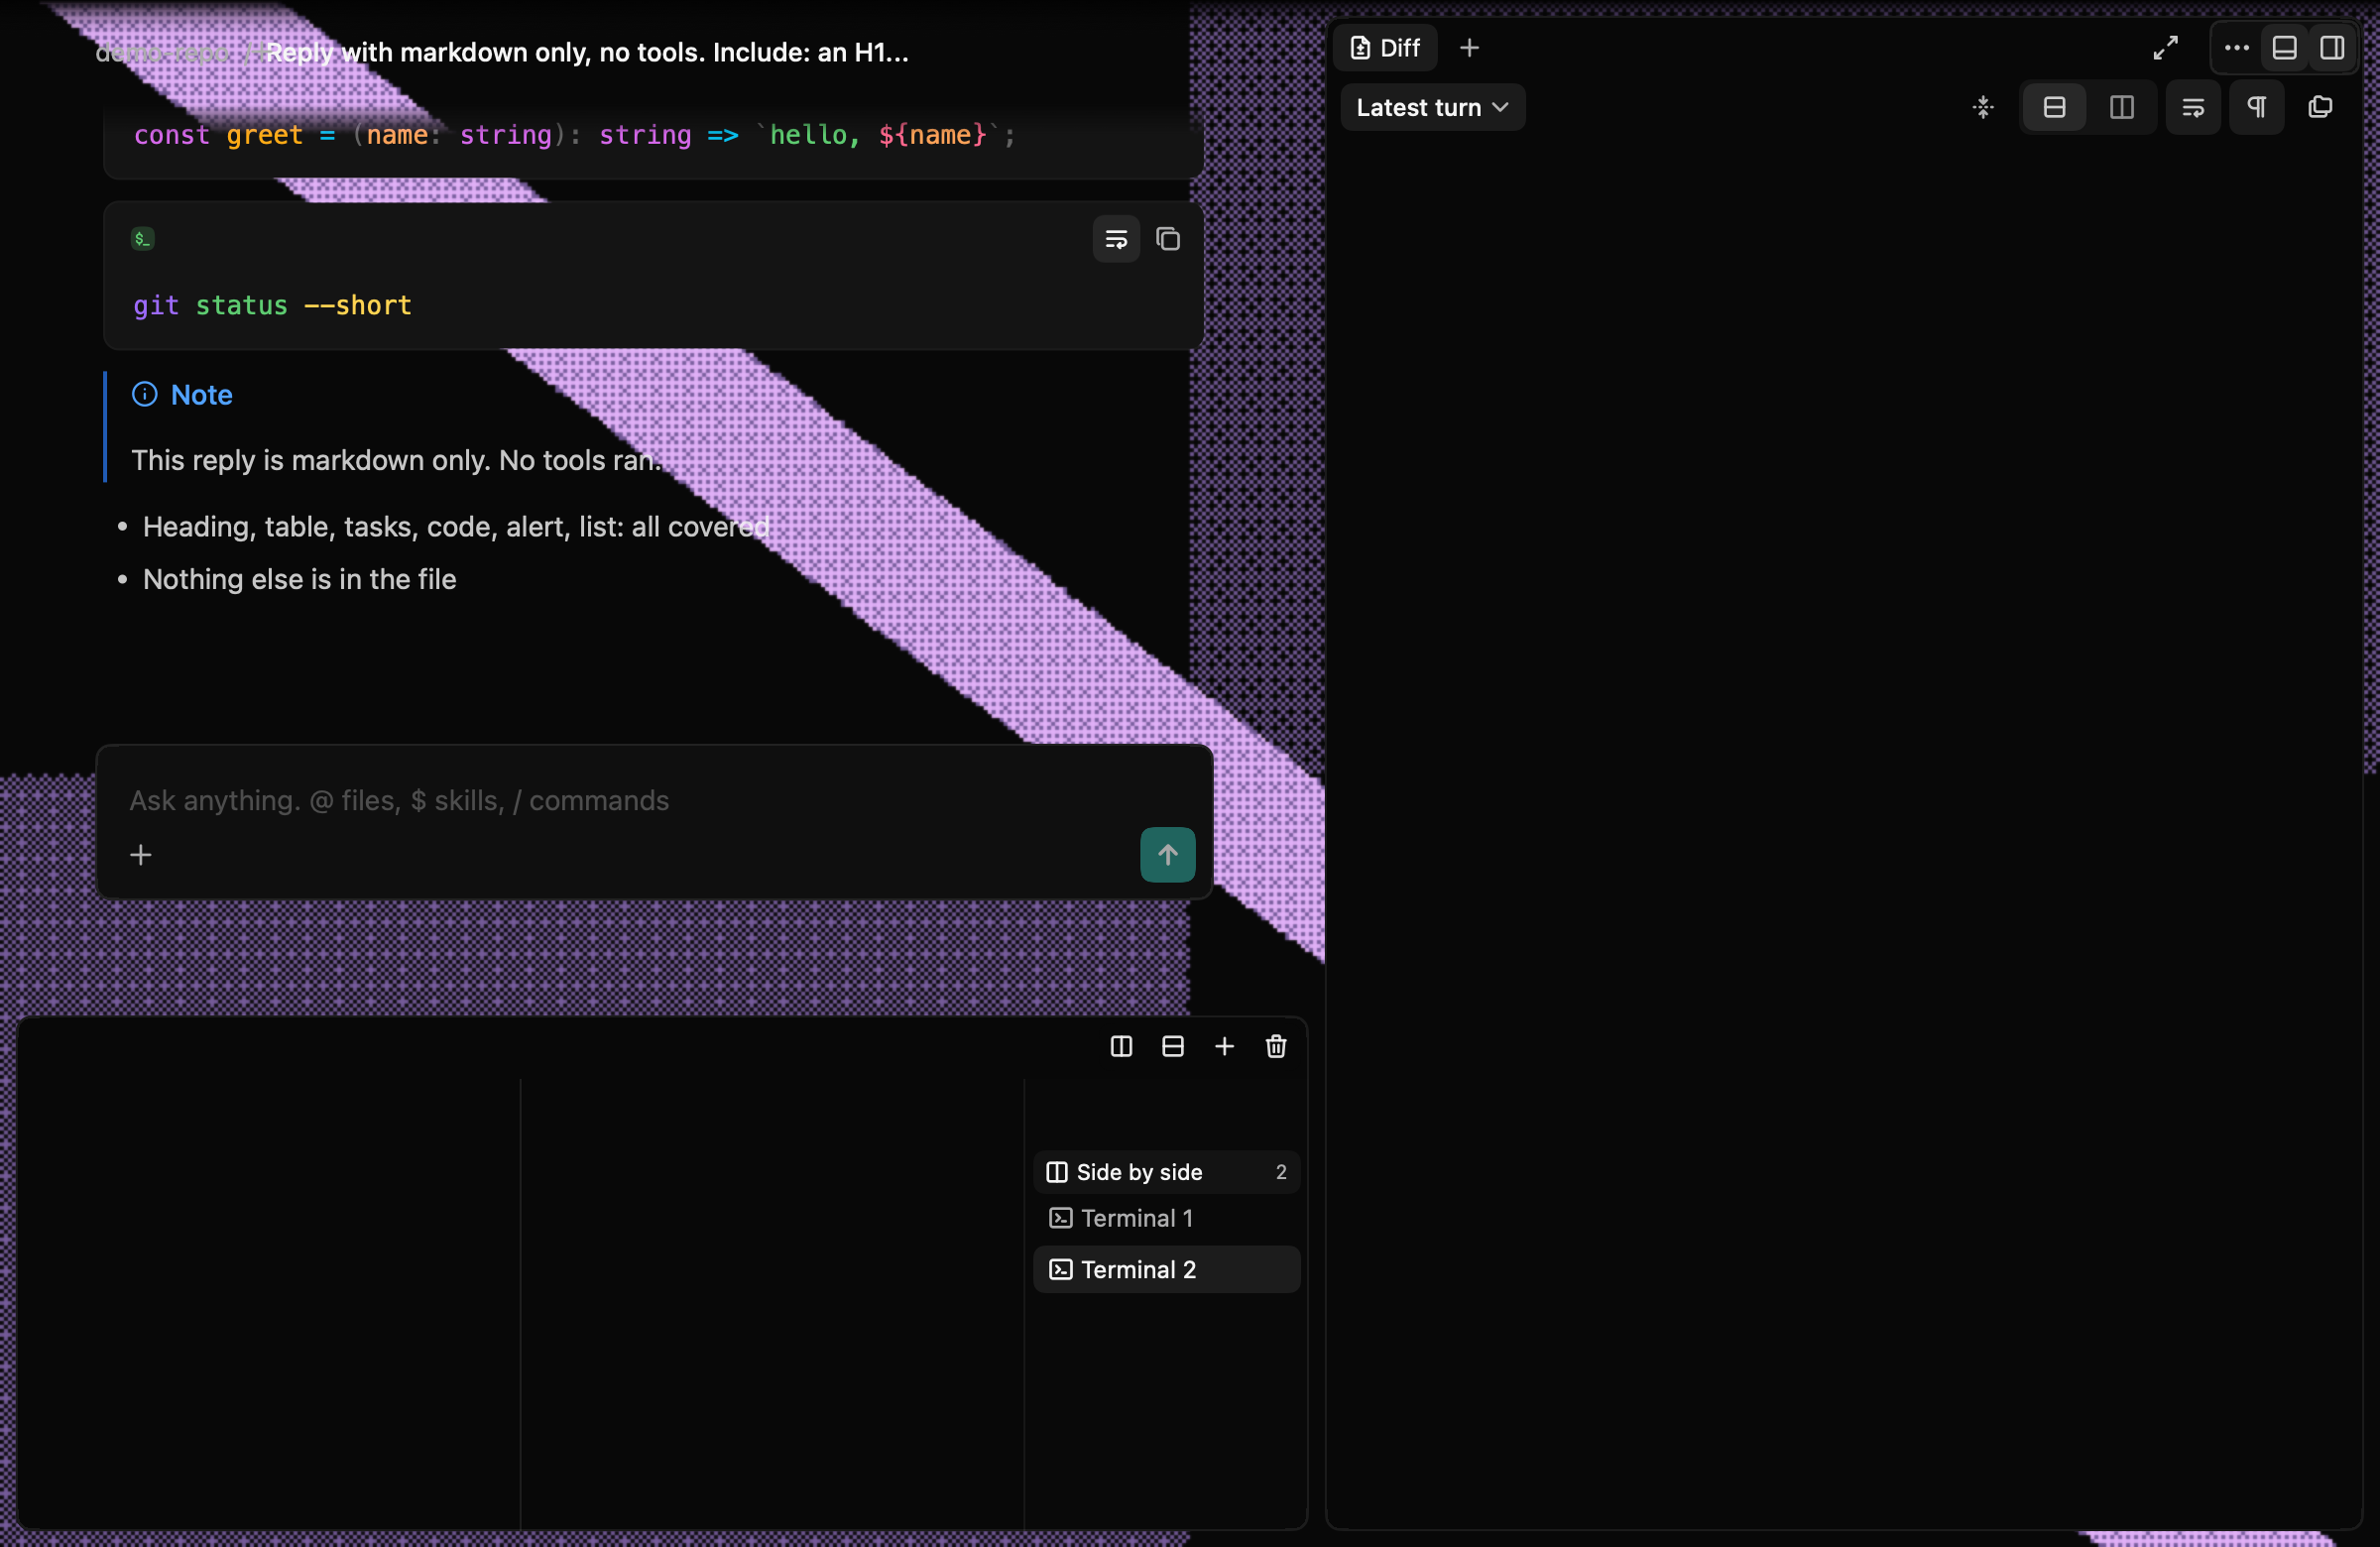 demo-repo / Reply with markdown only, no tools. Include: an H1...
const greet = (name: string): string => `hello, ${name}`;
$_
git status --short
Note
This reply is markdown only. No tools ran.
Heading, table, tasks, code, alert, list: all covered
Nothing else is in the file
Ask anything. @ files, $ skills, / commands
Side by side 2
Terminal 1
Terminal 2
Diff
Latest turn